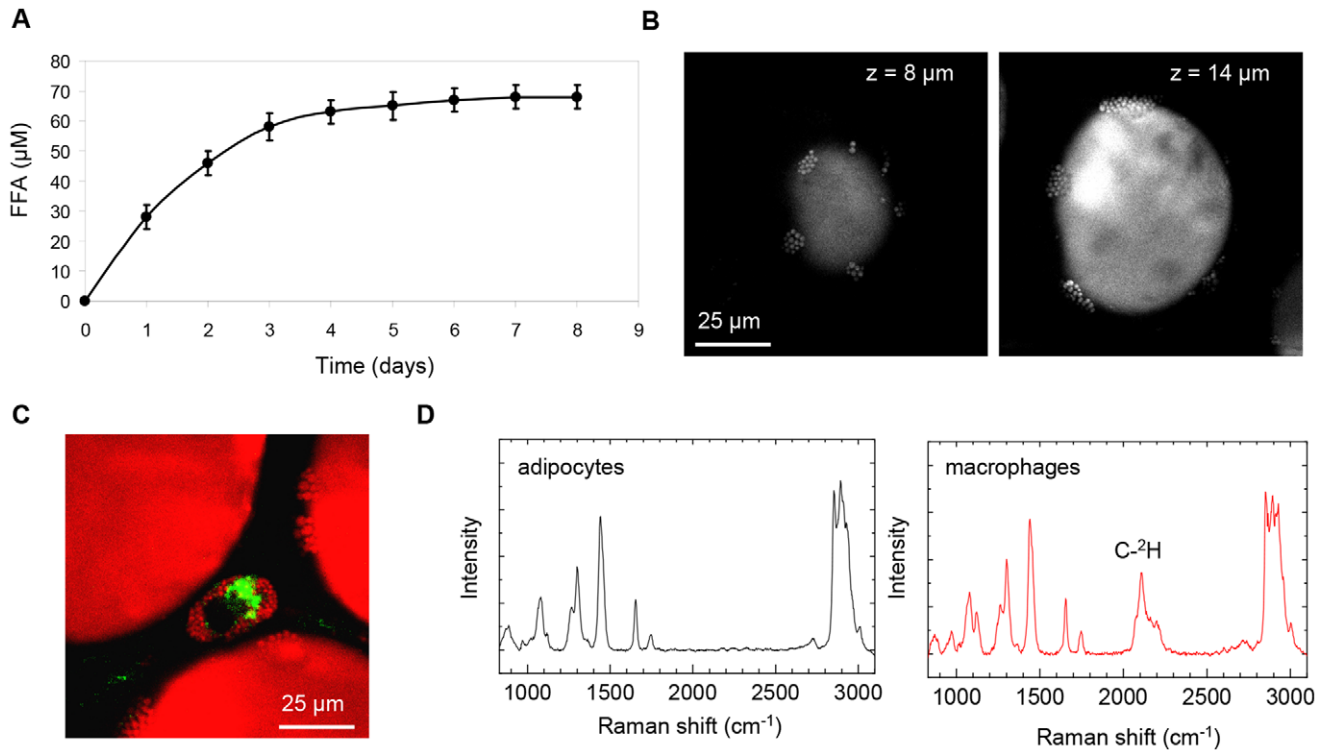 A
80
70
60
50
40
30
20
10
0
FFA (µM)
0 1 2 3 4 5 6 7 8 9
Time (days)
B
z = 8 µm
25 µm
z = 14 µm
C
25 µm
D
adipocytes
Intensity
1000 1500 2000 2500 3000
Raman shift (cm⁻¹)
macrophages
C-²H
Intensity
1000 1500 2000 2500 3000
Raman shift (cm⁻¹)